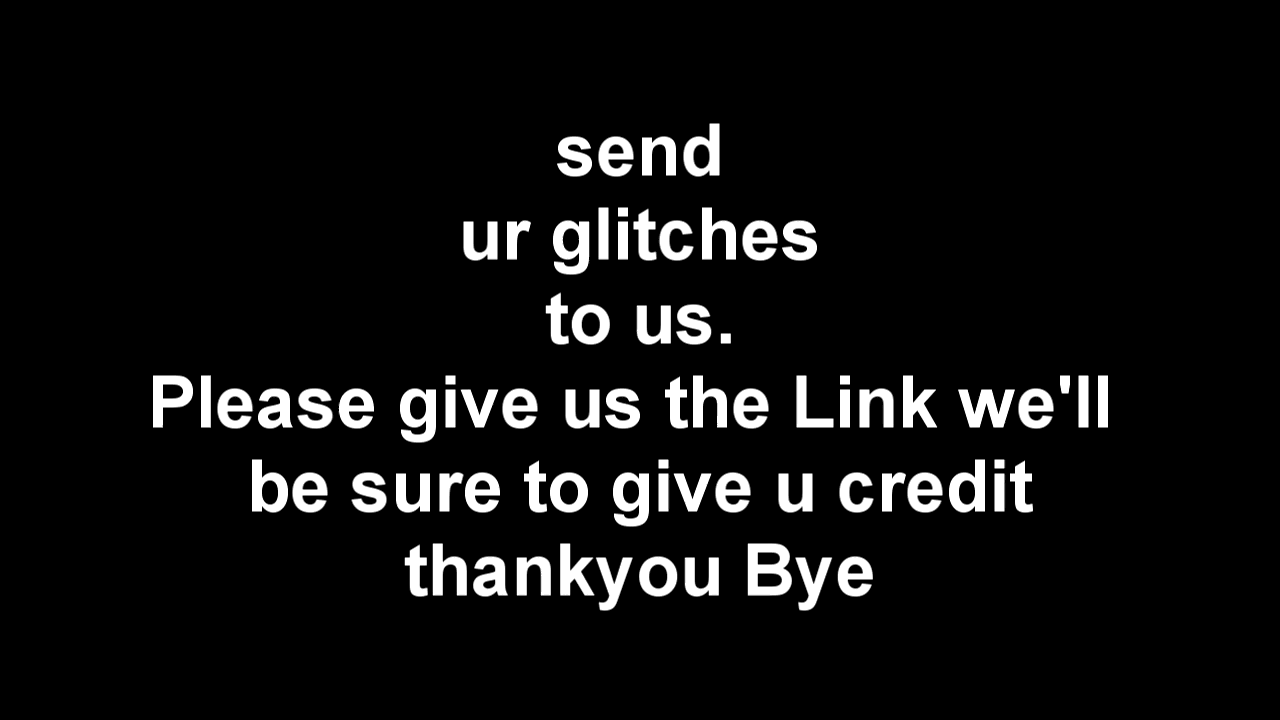 send
ur glitches
to us.
Please give us the Link we'll
be sure to give u credit
thankyou Bye